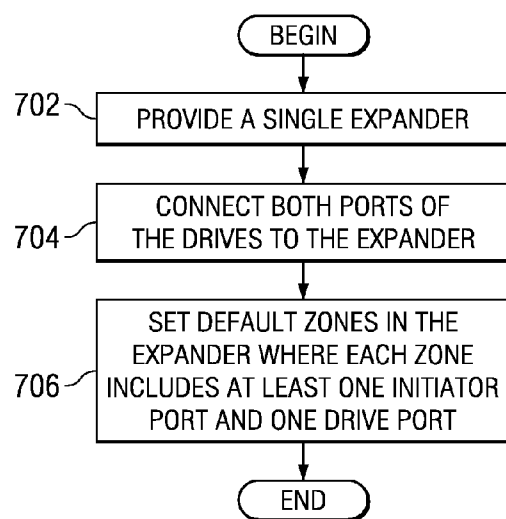 BEGIN
702
PROVIDE A SINGLE EXPANDER
704
CONNECT BOTH PORTS OF
THE DRIVES TO THE EXPANDER
706
SET DEFAULT ZONES IN THE
EXPANDER WHERE EACH ZONE
INCLUDES AT LEAST ONE INITIATOR
PORT AND ONE DRIVE PORT
END